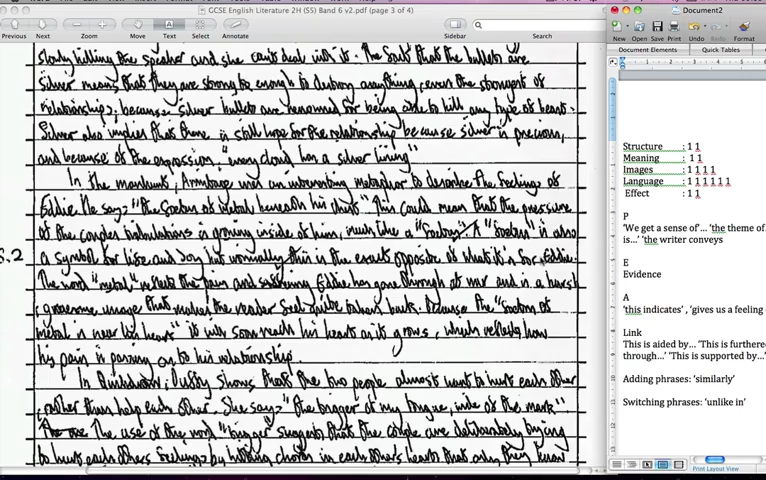 GCSE English Literature 2H (SS) Band 6 v2.pdf (page 3 of 4)
Previous Next Zoom Move Text Select Annotate Sidebar Search
slowly killing the speaker and she can't deal with it. The fact that the bullets are
silver means that they are strong enough to destroy anything, even the strongest of
relationships, because silver bullets are renowned for being able to kill any type of beast.
Silver also implies that there is still hope for the relationship because silver is precious,
and because of the expression, "every cloud has a silver lining"
In the manhunt, Armitage uses an interesting metaphor to describe the feelings of
Eddie. He says "the foetus of metal beneath his chest". This could mean that the pressure
of the couples tribulations is growing inside of him, much like a "foetus". A "foetus" is also
S.2
a symbol for life and joy, but ironically this is the exact opposite of what it is for Eddie.
The word "metal" reflects the pain and suffering Eddie has gone through at war and is a harsh
, gruesome image that makes the reader feel quite taken back. Because the "foetus of
metal is near his heart" it will soon reach his heart as it grows, which reflects how
his pain is passing on to his relationship.
In Quickdraw, Duffy shows that the two people almost want to hurt each other
, rather than help each other. She says "the trigger of my tongue, wide of the mark".
The use of the word "trigger" suggests that the couple are deliberately trying
to hurt each others feelings by hitting chords in each others hearts that only they know
Document2
New Open Save Print Undo Redo Format
Document Elements Quick Tables
Structure : 1 1
Meaning : 1 1
Images : 1 1 1 1
Language : 1 1 1 1 1 1
Effect : 1 1
P
'We get a sense of'… 'the theme of
is…' 'the writer conveys
E
Evidence
A
'this indicates' , 'gives us a feeling
Link
This is aided by… 'This is furthere
through…' 'This is supported by…'
Adding phrases: 'similarly'
Switching phrases: 'unlike in'
Print Layout View